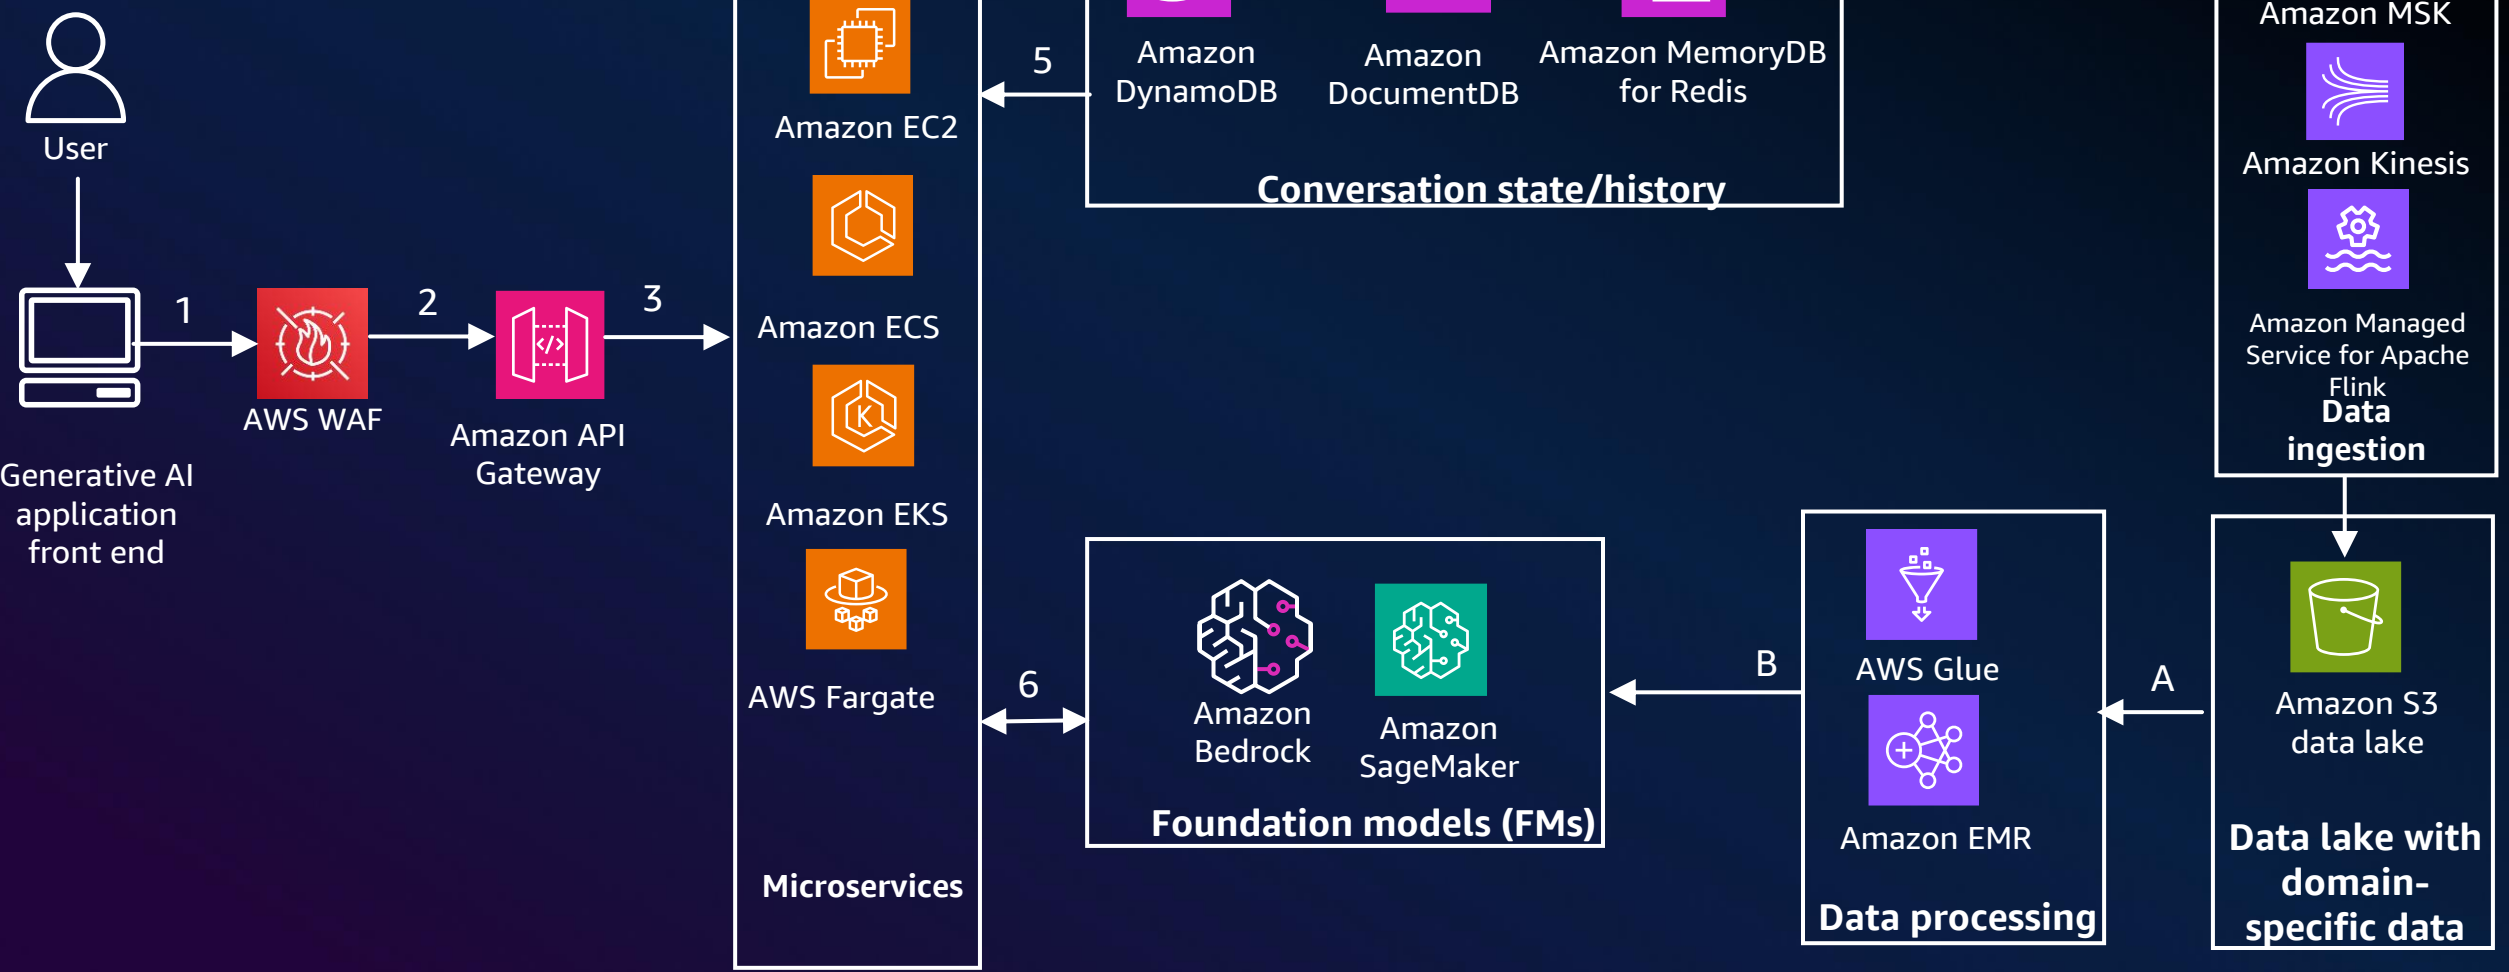 User
1
2
3
Generative AI
application
front end
AWS WAF
Amazon API
Gateway
Amazon EC2
Amazon ECS
Amazon EKS
AWS Fargate
Microservices
5
Amazon
DynamoDB
Amazon
DocumentDB
Amazon MemoryDB
for Redis
Conversation state/history
6
Amazon
Bedrock
Amazon
SageMaker
Foundation models (FMs)
B
AWS Glue
Amazon EMR
Data processing
A
Amazon MSK
Amazon Kinesis
Amazon Managed
Service for Apache
Flink
Data
ingestion
Amazon S3
data lake
Data lake with
domain-
specific data